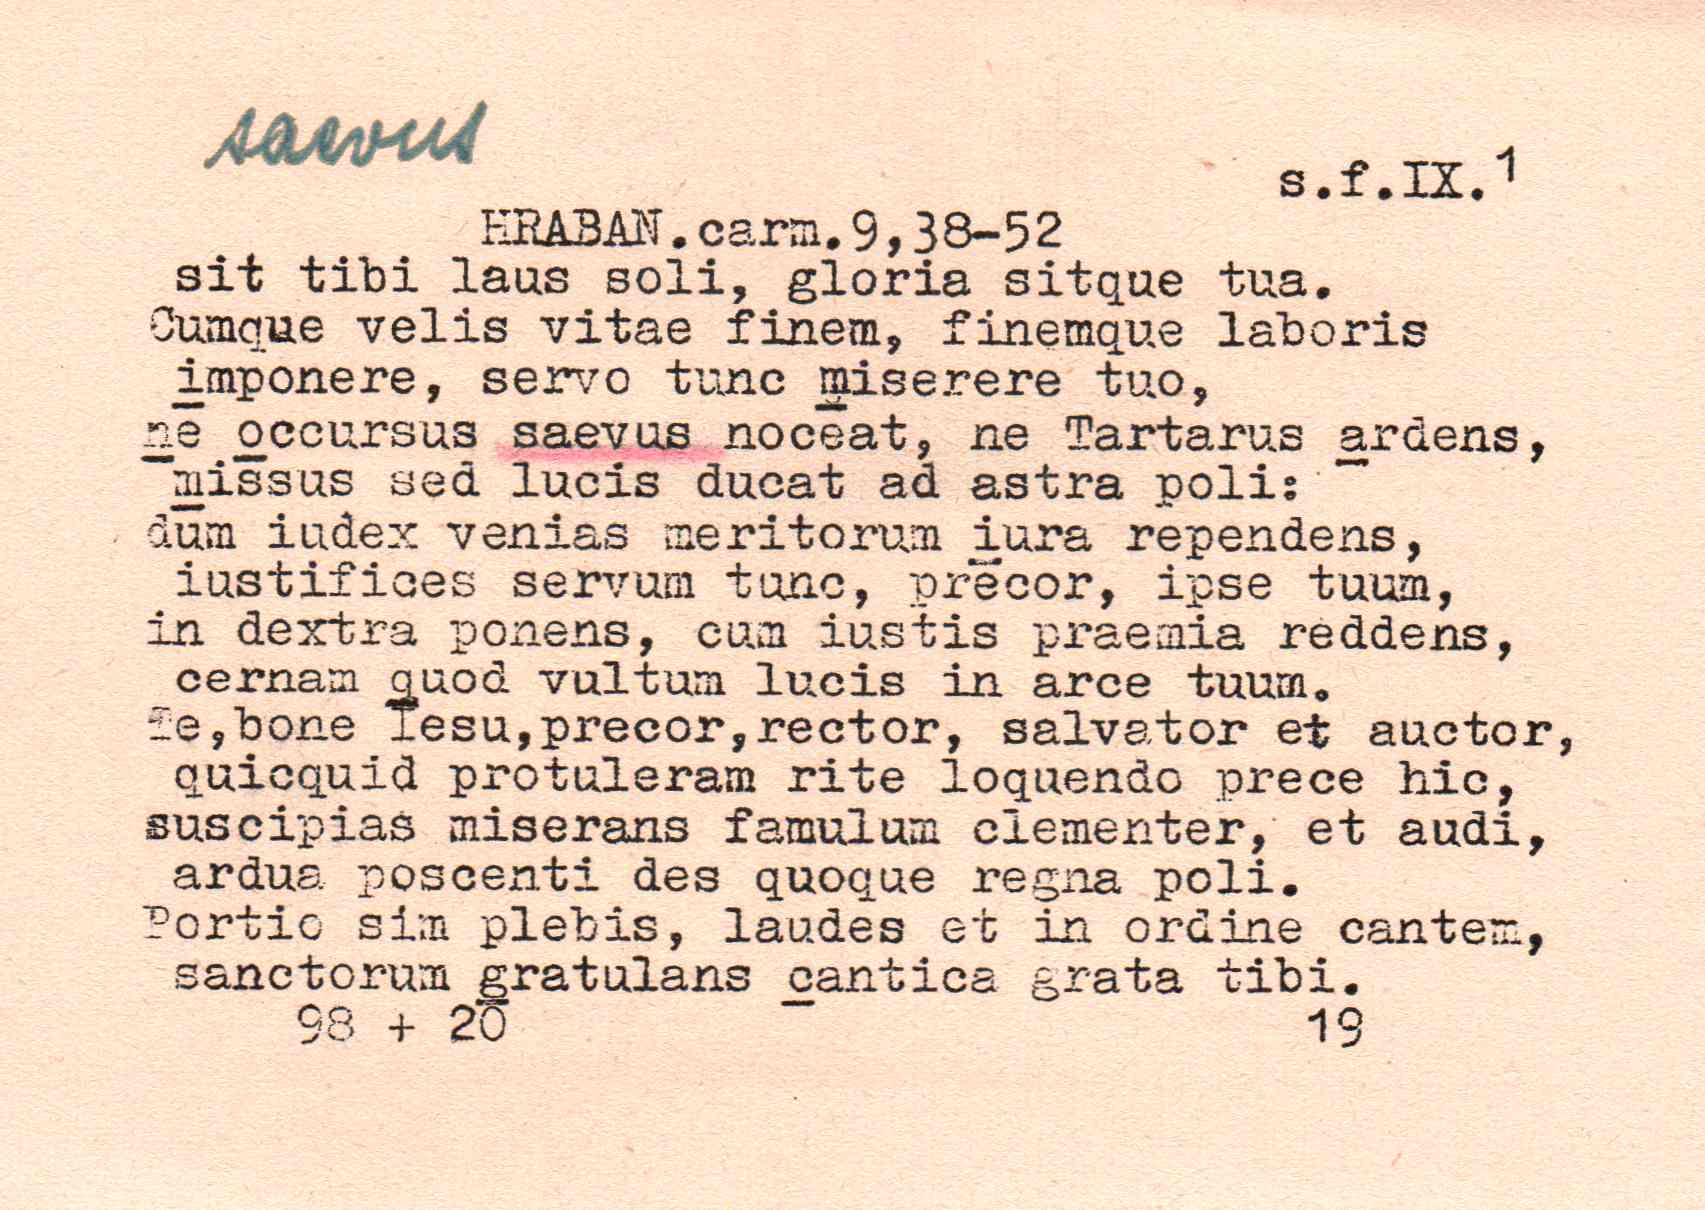 saevus
s.f.IX.¹
HRABAN.carm.9,38-52
sit tibi laus soli, gloria sitque tua.
Cumque velis vitae finem, finemque laboris
imponere, servo tunc miserere tuo,
ne occursus saevus noceat, ne Tartarus ardens,
missus sed lucis ducat ad astra poli:
dum iudex venias meritorum iura rependens,
iustifices servum tunc, precor, ipse tuum,
in dextra ponens, cum iustis praemia reddens,
cernam quod vultum lucis in arce tuum.
Te,bone Iesu,precor,rector, salvator et auctor,
quicquid protuleram rite loquendo prece hic,
suscipias miserans famulum clementer, et audi,
ardua poscenti des quoque regna poli.
Portio sim plebis, laudes et in ordine cantem,
sanctorum gratulans cantica grata tibi.
98 + 20 19